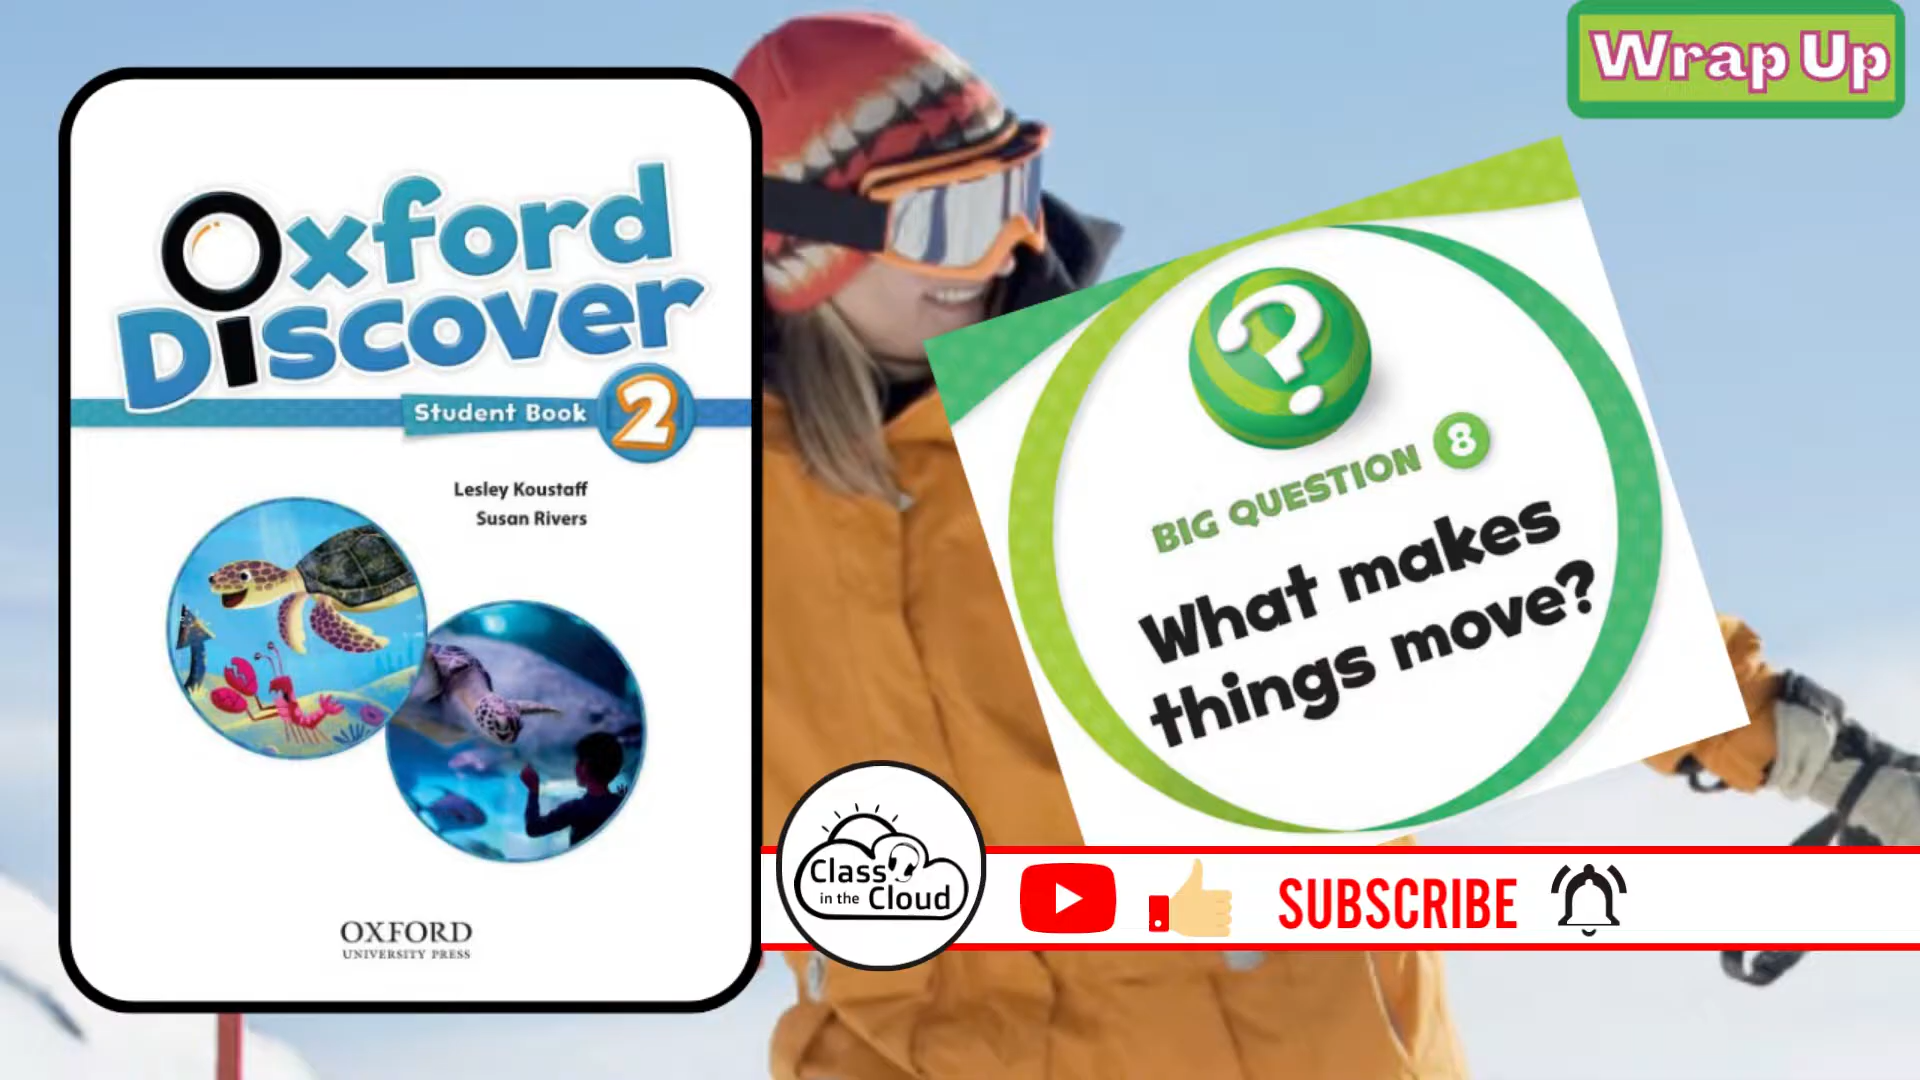 Wrap Up
Oxford
Discover
Student Book 2
Lesley Koustaff
Susan Rivers
OXFORD
UNIVERSITY PRESS
?
BIG QUESTION 8
What makes
things move?
Class
in the Cloud
SUBSCRIBE